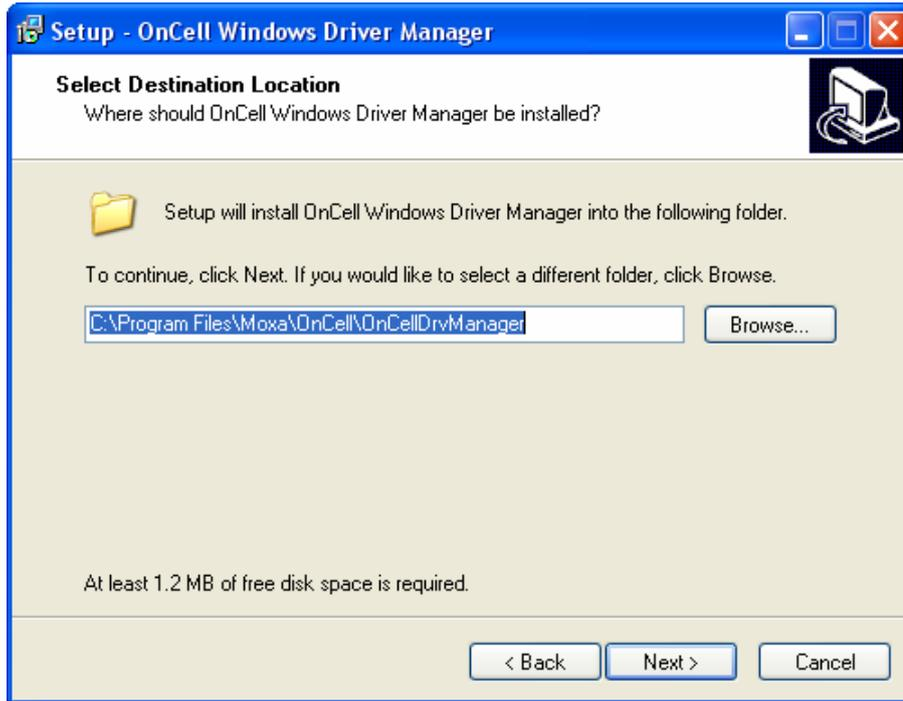 Setup - OnCell Windows Driver Manager
Select Destination Location
Where should OnCell Windows Driver Manager be installed?
Setup will install OnCell Windows Driver Manager into the following folder.
To continue, click Next. If you would like to select a different folder, click Browse.
C:\Program Files\Moxa\OnCell\OnCellDrvManager
Browse...
At least 1.2 MB of free disk space is required.
< Back
Next >
Cancel